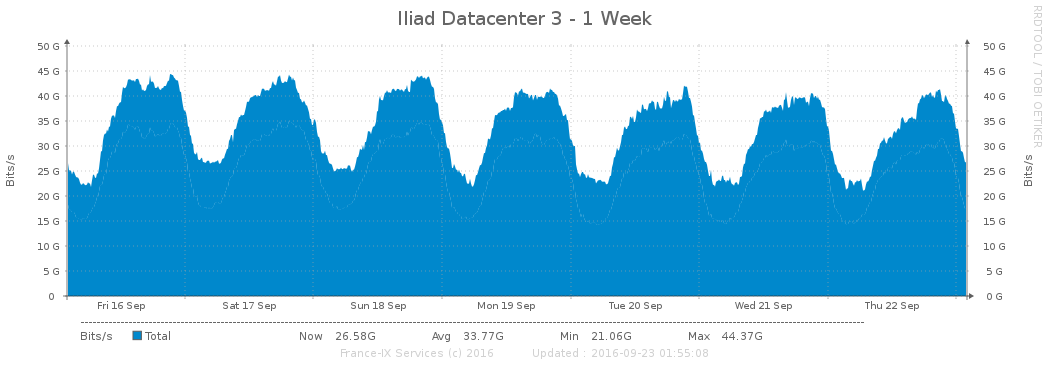 Iliad Datacenter 3 - 1 Week
RRDTOOL / TOBI OETIKER
Bits/s
50 G
50 G
45 G
45 G
40 G
40 G
35 G
35 G
30 G
30 G
25 G
25 G
20 G
20 G
15 G
15 G
10 G
10 G
5 G
5 G
0
0 G
Bits/s
Fri 16 Sep Sat 17 Sep Sun 18 Sep Mon 19 Sep Tue 20 Sep Wed 21 Sep Thu 22 Sep
Bits/s Total Now 26.58G Avg 33.77G Min 21.06G Max 44.37G
France-IX Services (c) 2016 Updated : 2016-09-23 01:55:08